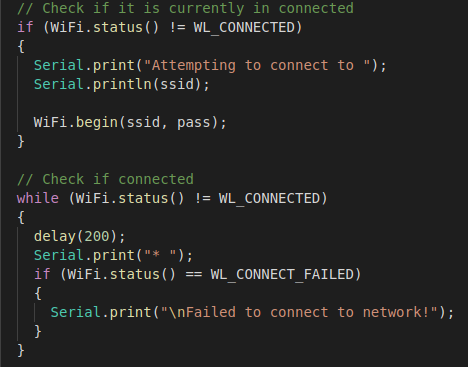 // Check if it is currently in connected
if (WiFi.status() != WL_CONNECTED)
{
  Serial.print("Attempting to connect to ");
  Serial.println(ssid);

  WiFi.begin(ssid, pass);
}

// Check if connected
while (WiFi.status() != WL_CONNECTED)
{
  delay(200);
  Serial.print("* ");
  if (WiFi.status() == WL_CONNECT_FAILED)
  {
    Serial.print("\nFailed to connect to network!");
  }
}